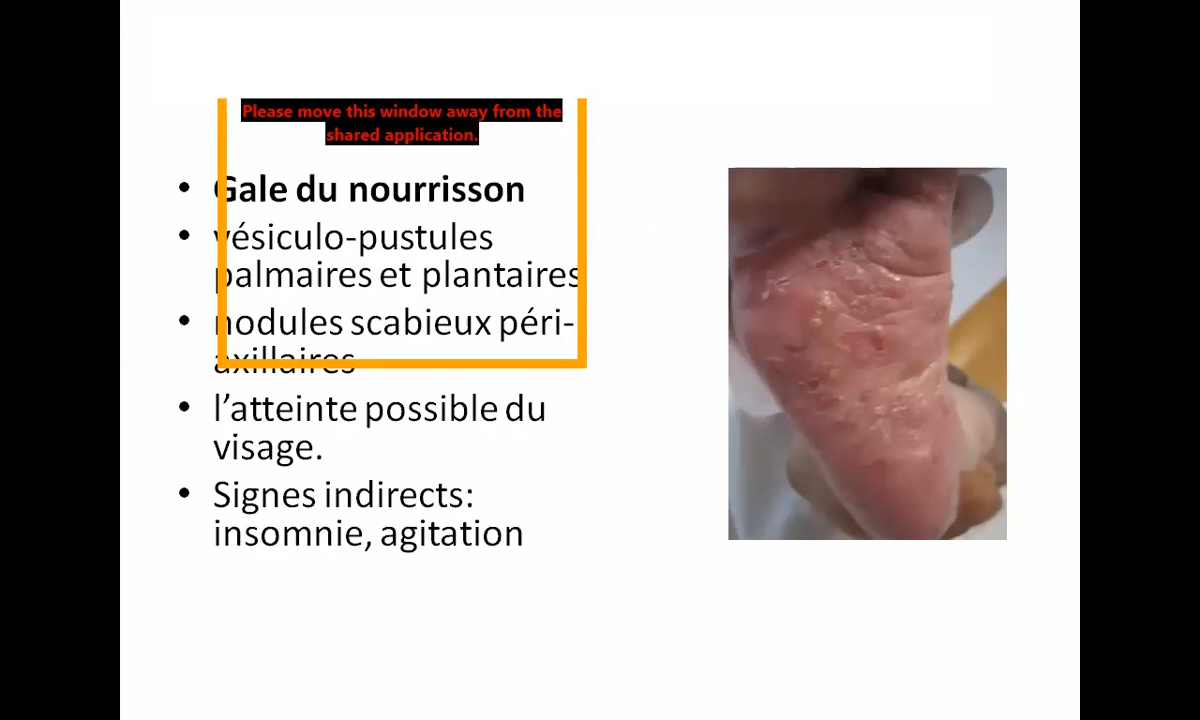 Please move this window away from the
shared application.
• Gale du nourrisson
• vésiculo-pustules
palmaires et plantaires
• nodules scabieux péri-
axillaires
• l’atteinte possible du
visage.
• Signes indirects:
insomnie, agitation